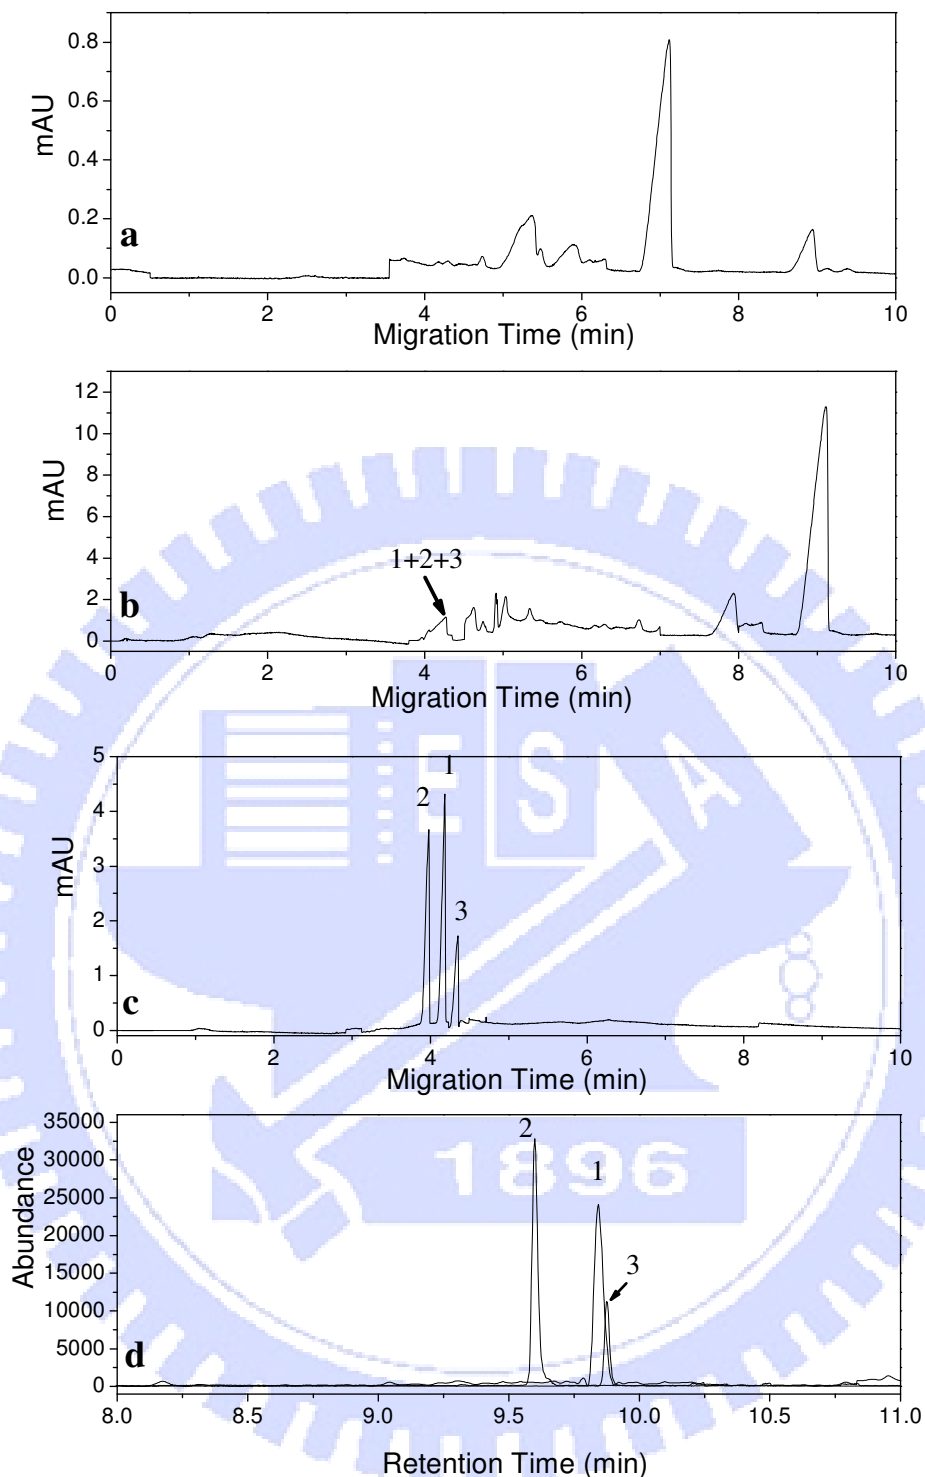 0.8
0.6
0.4
0.2
0.0
mAU
a
0 2 4 6 8 10
Migration Time (min)
12
10
8
6
4
2
0
mAU
1+2+3
b
0 2 4 6 8 10
Migration Time (min)
ESA
5
4
3
2
1
0
mAU
1
2
3
c
0 2 4 6 8 10
Migration Time (min)
35000
30000
25000
20000
15000
10000
5000
0
Abundance
2
1
3
1896
d
8.0 8.5 9.0 9.5 10.0 10.5 11.0
Retention Time (min)